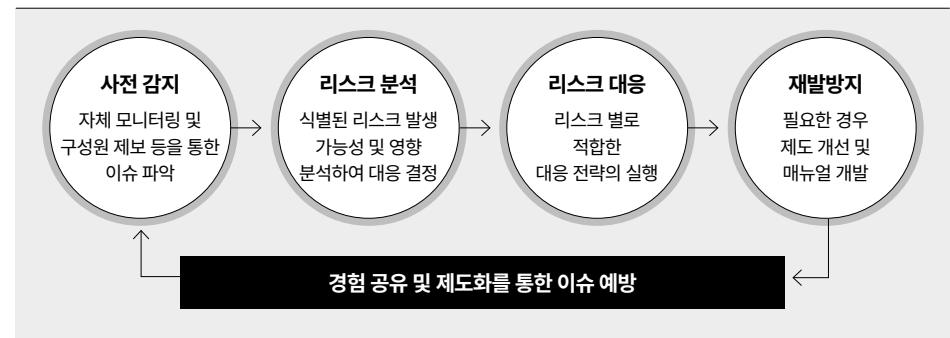 사전 감지
자체 모니터링 및
구성원 제보 등을 통한
이슈 파악
리스크 분석
식별된 리스크 발생
가능성 및 영향
분석하여 대응 결정
리스크 대응
리스크 별로
적합한
대응 전략의 실행
재발방지
필요한 경우
제도 개선 및
매뉴얼 개발
경험 공유 및 제도화를 통한 이슈 예방